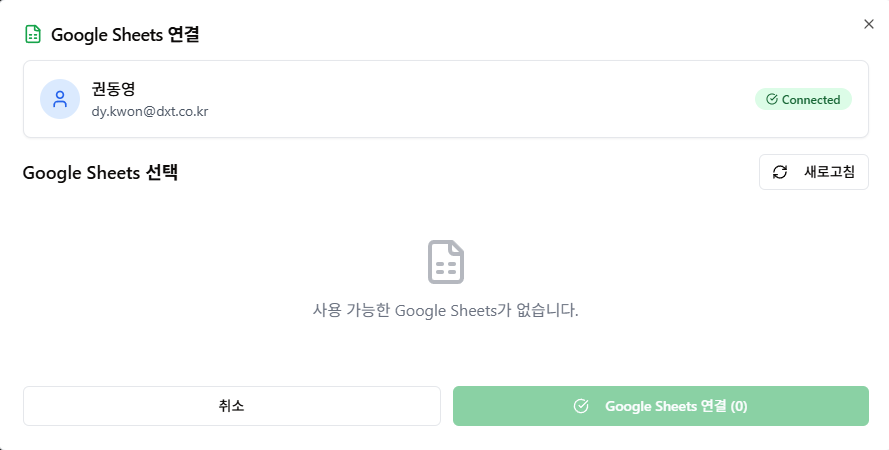 Google Sheets 연결
권동영
dy.kwon@dxt.co.kr
Connected
Google Sheets 선택
새로고침
사용 가능한 Google Sheets가 없습니다.
취소
Google Sheets 연결 (0)